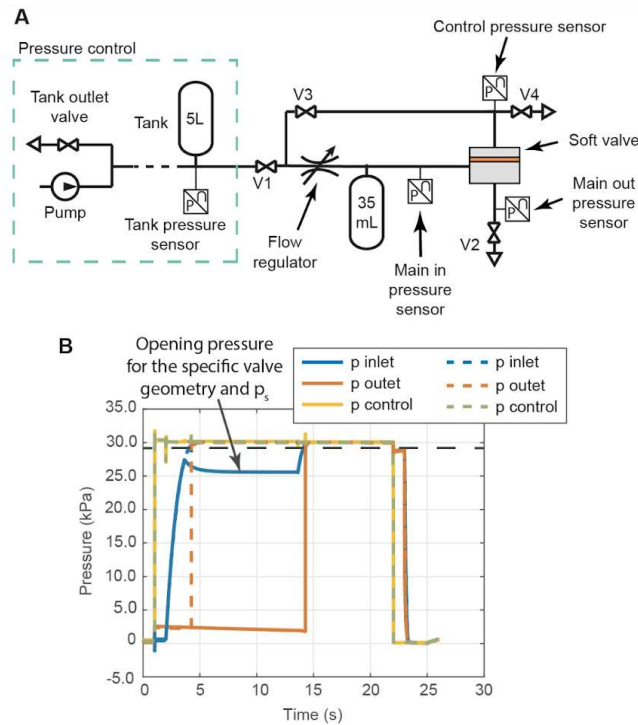 A
Pressure control
Tank outlet
valve
Pump
Tank
5L
P
Tank pressure
sensor
V1
V3
Flow
regulator
35
mL
P
Main in
pressure
sensor
Control pressure
sensor
P
V4
Soft valve
P
Main out
pressure
sensor
V2
B
Opening pressure
for the specific valve
geometry and ps
p inlet
p outet
p control
p inlet
p outet
p control
Pressure (kPa)
35.0
30.0
25.0
20.0
15.0
10.0
5.0
0
-5.0
0
5
10
15
20
25
30
Time (s)